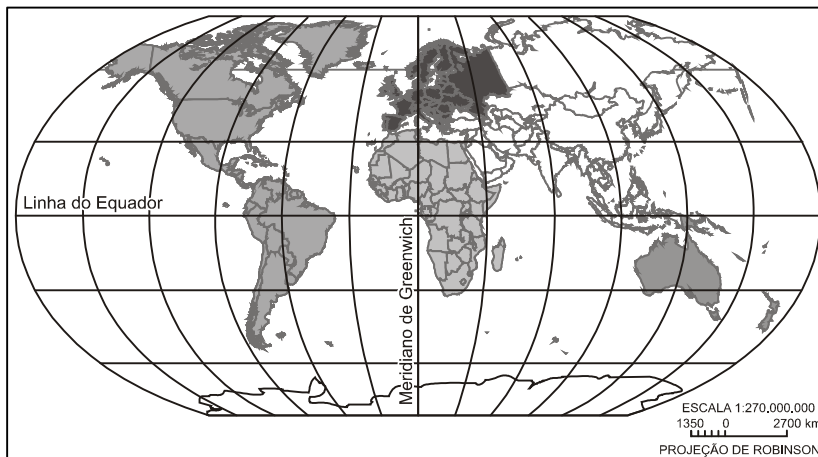 Linha do Equador
Meridiano de Greenwich
ESCALA 1:270.000.000
1350 0 2700 km
PROJEÇÃO DE ROBINSON